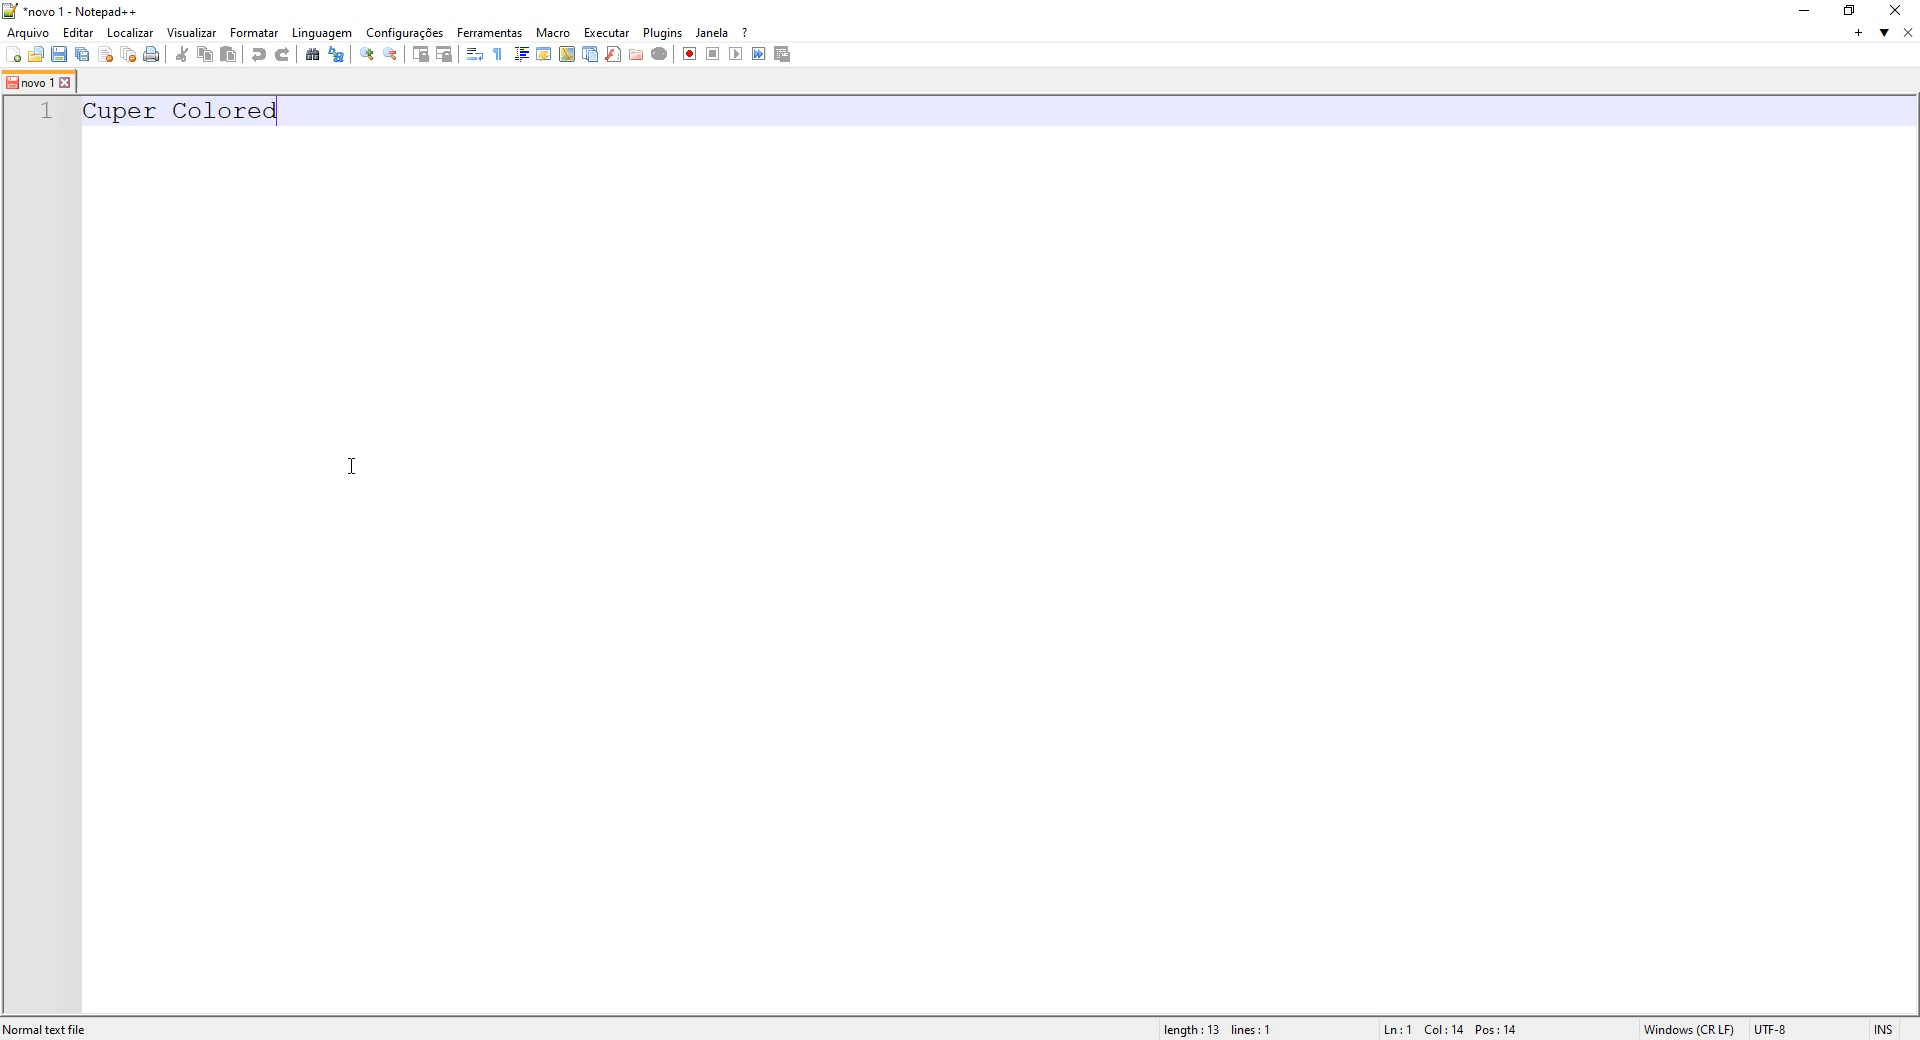 *novo 1 - Notepad++
Arquivo Editar Localizar Visualizar Formatar Linguagem Configurações Ferramentas Macro Executar Plugins Janela ? + ▼ ✕
novo 1
1 Cuper Colored
Normal text file length : 13 lines : 1 Ln : 1 Col : 14 Pos : 14 Windows (CR LF) UTF-8 INS